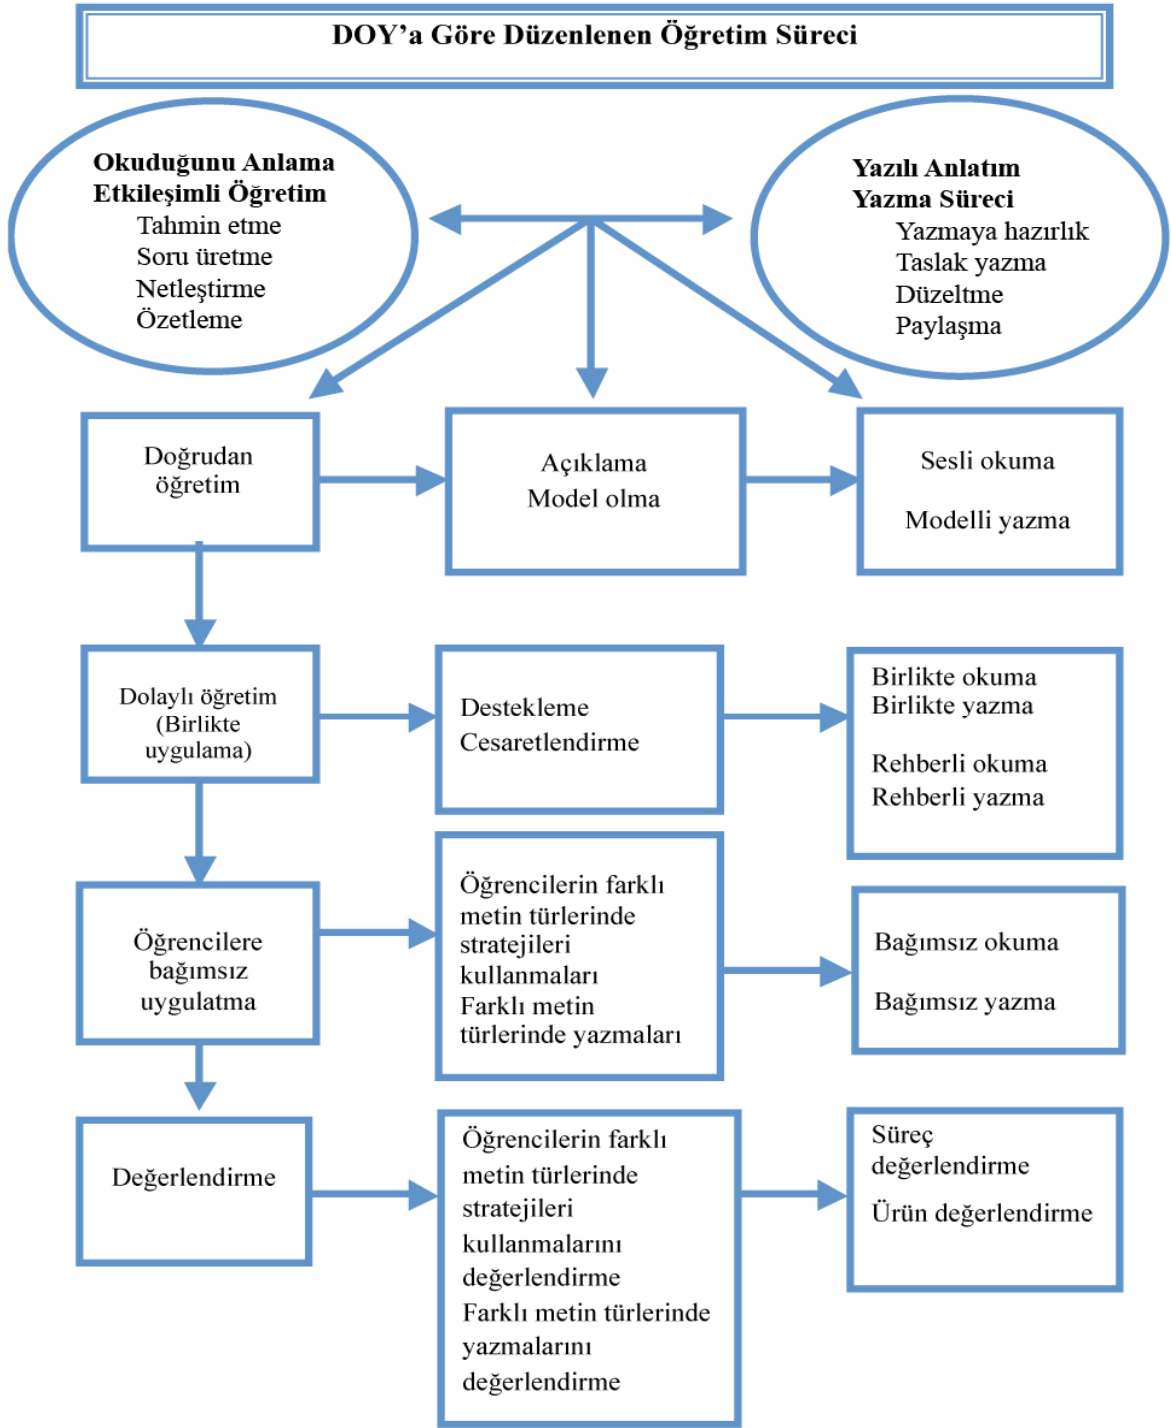 DOY’a Göre Düzenlenen Öğretim Süreci
Okuduğunu Anlama
Etkileşimli Öğretim
Tahmin etme
Soru üretme
Netleştirme
Özetleme
Yazılı Anlatım
Yazma Süreci
Yazmaya hazırlık
Taslak yazma
Düzeltme
Paylaşma
Doğrudan
öğretim
Açıklama
Model olma
Sesli okuma
Modelli yazma
Dolaylı öğretim
(Birlikte
uygulama)
Destekleme
Cesaretlendirme
Birlikte okuma
Birlikte yazma
Rehberli okuma
Rehberli yazma
Öğrencilere
bağımsız
uygulatma
Öğrencilerin farklı
metin türlerinde
stratejileri
kullanmaları
Farklı metin
türlerinde yazmaları
Bağımsız okuma
Bağımsız yazma
Değerlendirme
Öğrencilerin farklı
metin türlerinde
stratejileri
kullanmalarını
değerlendirme
Farklı metin türlerinde
yazmalarını
değerlendirme
Süreç
değerlendirme
Ürün değerlendirme